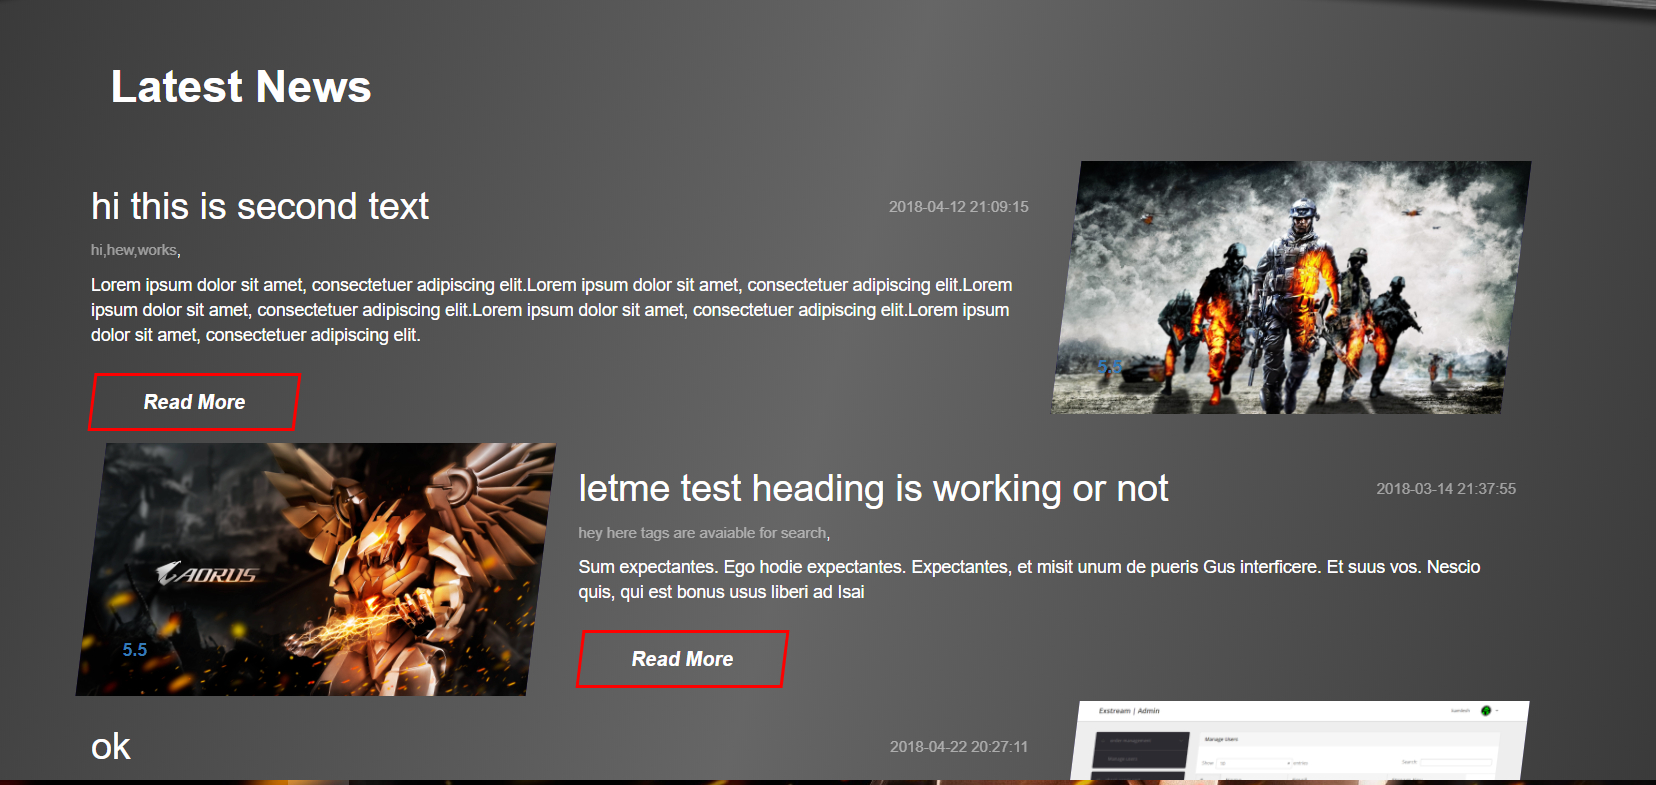 Latest News
hi this is second text
2018-04-12 21:09:15
hi,hew,works,
Lorem ipsum dolor sit amet, consectetuer adipiscing elit.Lorem ipsum dolor sit amet, consectetuer adipiscing elit.Lorem
ipsum dolor sit amet, consectetuer adipiscing elit.Lorem ipsum dolor sit amet, consectetuer adipiscing elit.Lorem ipsum
dolor sit amet, consectetuer adipiscing elit.
5.5
Read More
letme test heading is working or not
2018-03-14 21:37:55
hey here tags are avaiable for search,
Sum expectantes. Ego hodie expectantes. Expectantes, et misit unum de pueris Gus interficere. Et suus vos. Nescio
quis, qui est bonus usus liberi ad Isai
AORUS
5.5
Read More
ok
2018-04-22 20:27:11
Exstream | Admin
Manage Users
Manage users
Show 10 entries
Search: